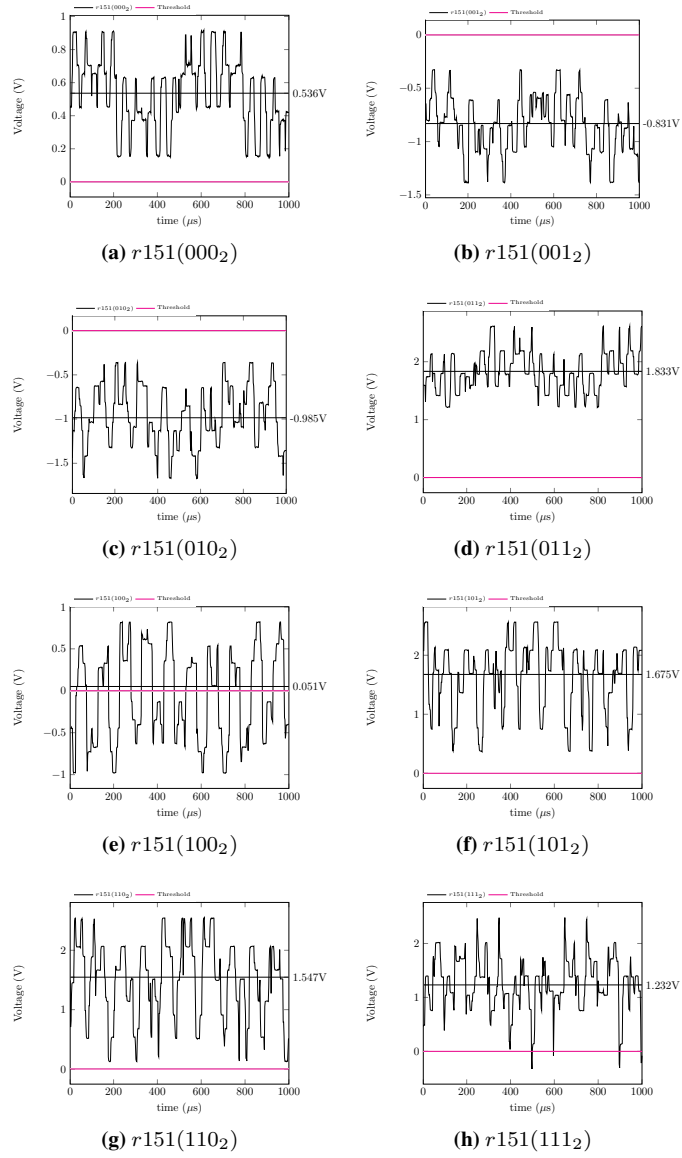 r151(000₂) Threshold
Voltage (V)
1
0.8
0.6
0.4
0.2
0
0.536V
0 200 400 600 800 1000
time (μs)
(a) r151(000₂)
r151(001₂) Threshold
Voltage (V)
0
−0.5
−1
−1.5
-0.831V
0 200 400 600 800 1000
time (μs)
(b) r151(001₂)
r151(010₂) Threshold
Voltage (V)
0
−0.5
−1
−1.5
-0.985V
0 200 400 600 800 1000
time (μs)
(c) r151(010₂)
r151(011₂) Threshold
Voltage (V)
2
1
0
1.833V
0 200 400 600 800 1000
time (μs)
(d) r151(011₂)
r151(100₂) Threshold
Voltage (V)
1
0.5
0
−0.5
−1
0.051V
0 200 400 600 800 1000
time (μs)
(e) r151(100₂)
r151(101₂) Threshold
Voltage (V)
2
1
0
1.675V
0 200 400 600 800 1000
time (μs)
(f) r151(101₂)
r151(110₂) Threshold
Voltage (V)
2
1
0
1.547V
0 200 400 600 800 1000
time (μs)
(g) r151(110₂)
r151(111₂) Threshold
Voltage (V)
2
1
0
1.232V
0 200 400 600 800 1000
time (μs)
(h) r151(111₂)